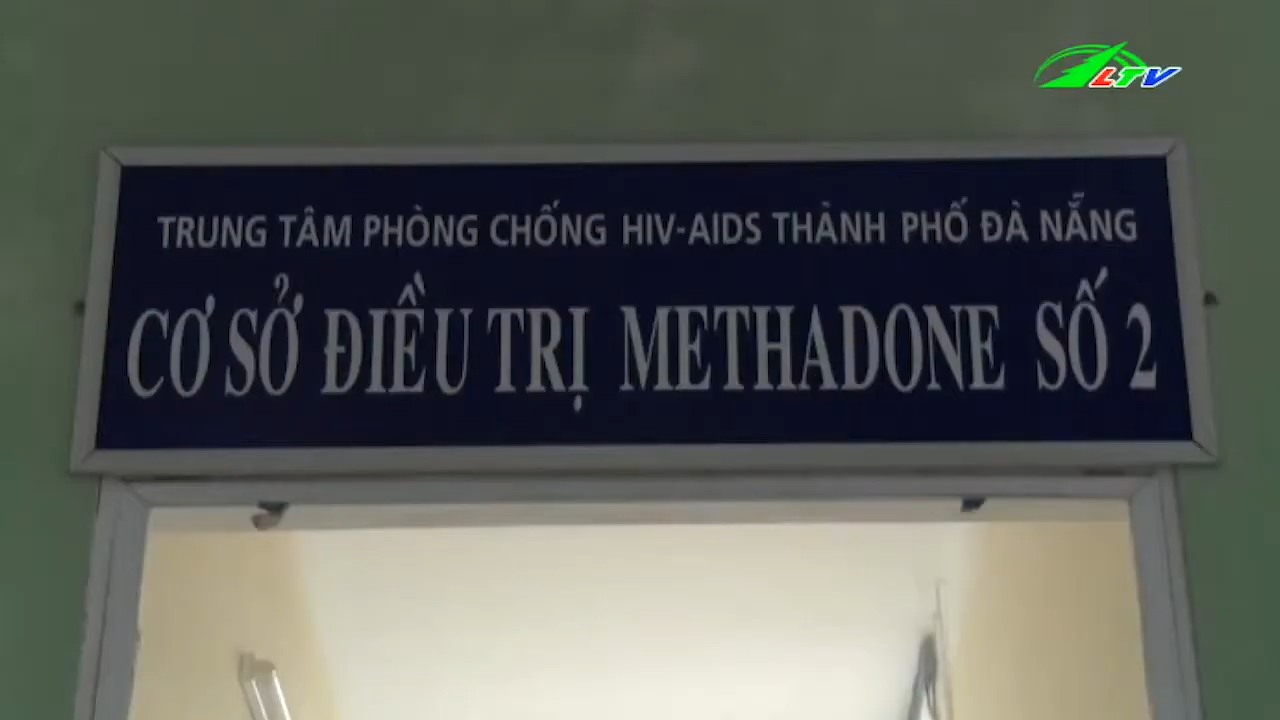 LTV
TRUNG TÂM PHÒNG CHỐNG HIV-AIDS THÀNH PHỐ ĐÀ NẴNG
CƠ SỞ ĐIỀU TRỊ METHADONE SỐ 2